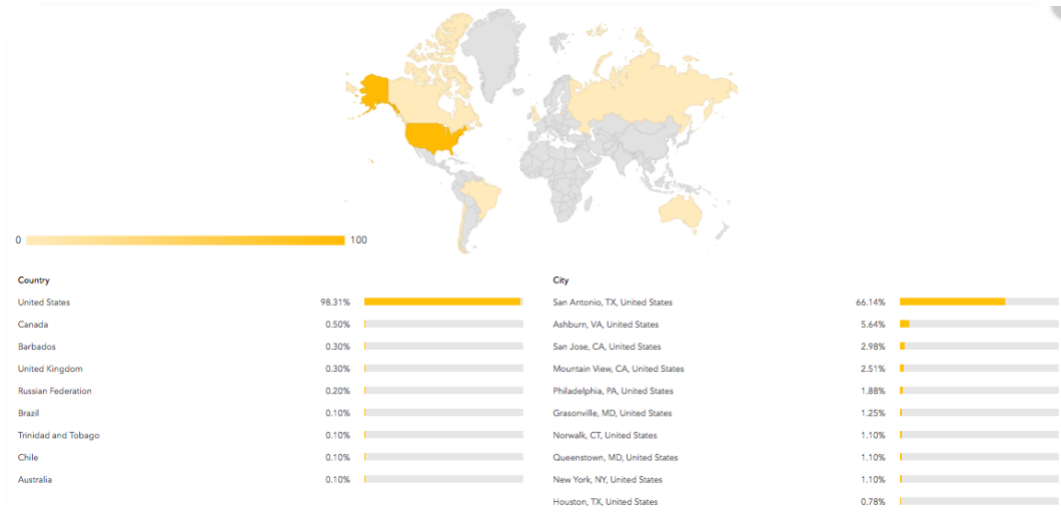 0 100
Country
United States 98.31%
Canada 0.50%
Barbados 0.30%
United Kingdom 0.30%
Russian Federation 0.20%
Brazil 0.10%
Trinidad and Tobago 0.10%
Chile 0.10%
Australia 0.10%
City
San Antonio, TX, United States 66.14%
Ashburn, VA, United States 5.64%
San Jose, CA, United States 2.98%
Mountain View, CA, United States 2.51%
Philadelphia, PA, United States 1.88%
Grasonville, MD, United States 1.25%
Norwalk, CT, United States 1.10%
Queenstown, MD, United States 1.10%
New York, NY, United States 1.10%
Houston, TX, United States 0.78%